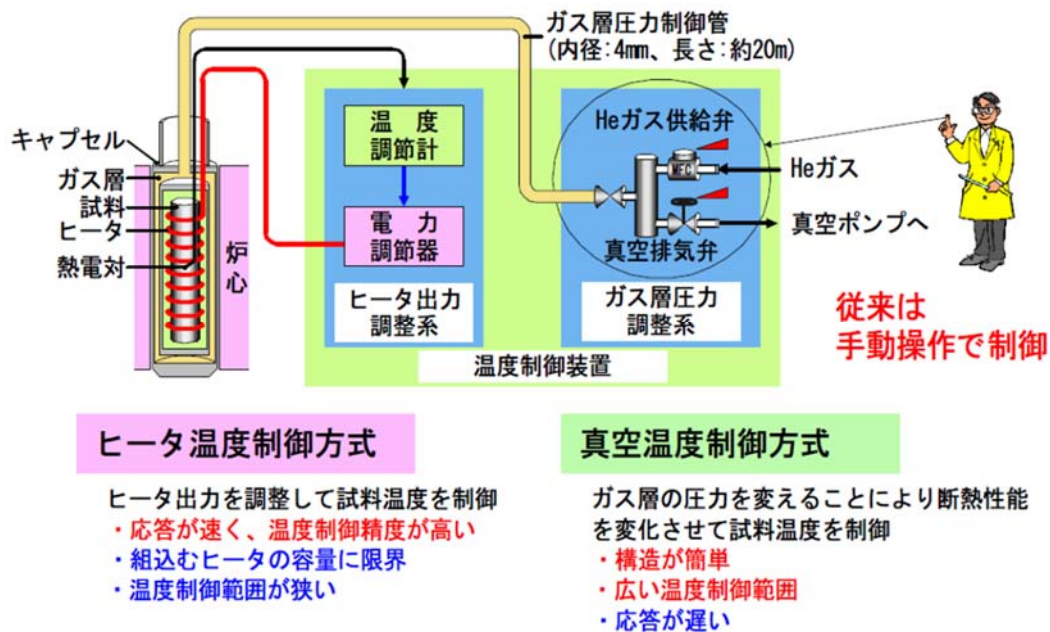 ガス層圧力制御管
(内径:4mm、長さ:約20m)
キャプセル
ガス層
試料
ヒータ
熱電対
炉心
温度
調節計
電力
調節器
ヒータ出力
調整系
Heガス供給弁
MFC
真空排気弁
ガス層圧力
調整系
温度制御装置
Heガス
真空ポンプへ
従来は
手動操作で制御
ヒータ温度制御方式
ヒータ出力を調整して試料温度を制御
・応答が速く、温度制御精度が高い
・組込むヒータの容量に限界
・温度制御範囲が狭い
真空温度制御方式
ガス層の圧力を変えることにより断熱性能
を変化させて試料温度を制御
・構造が簡単
・広い温度制御範囲
・応答が遅い